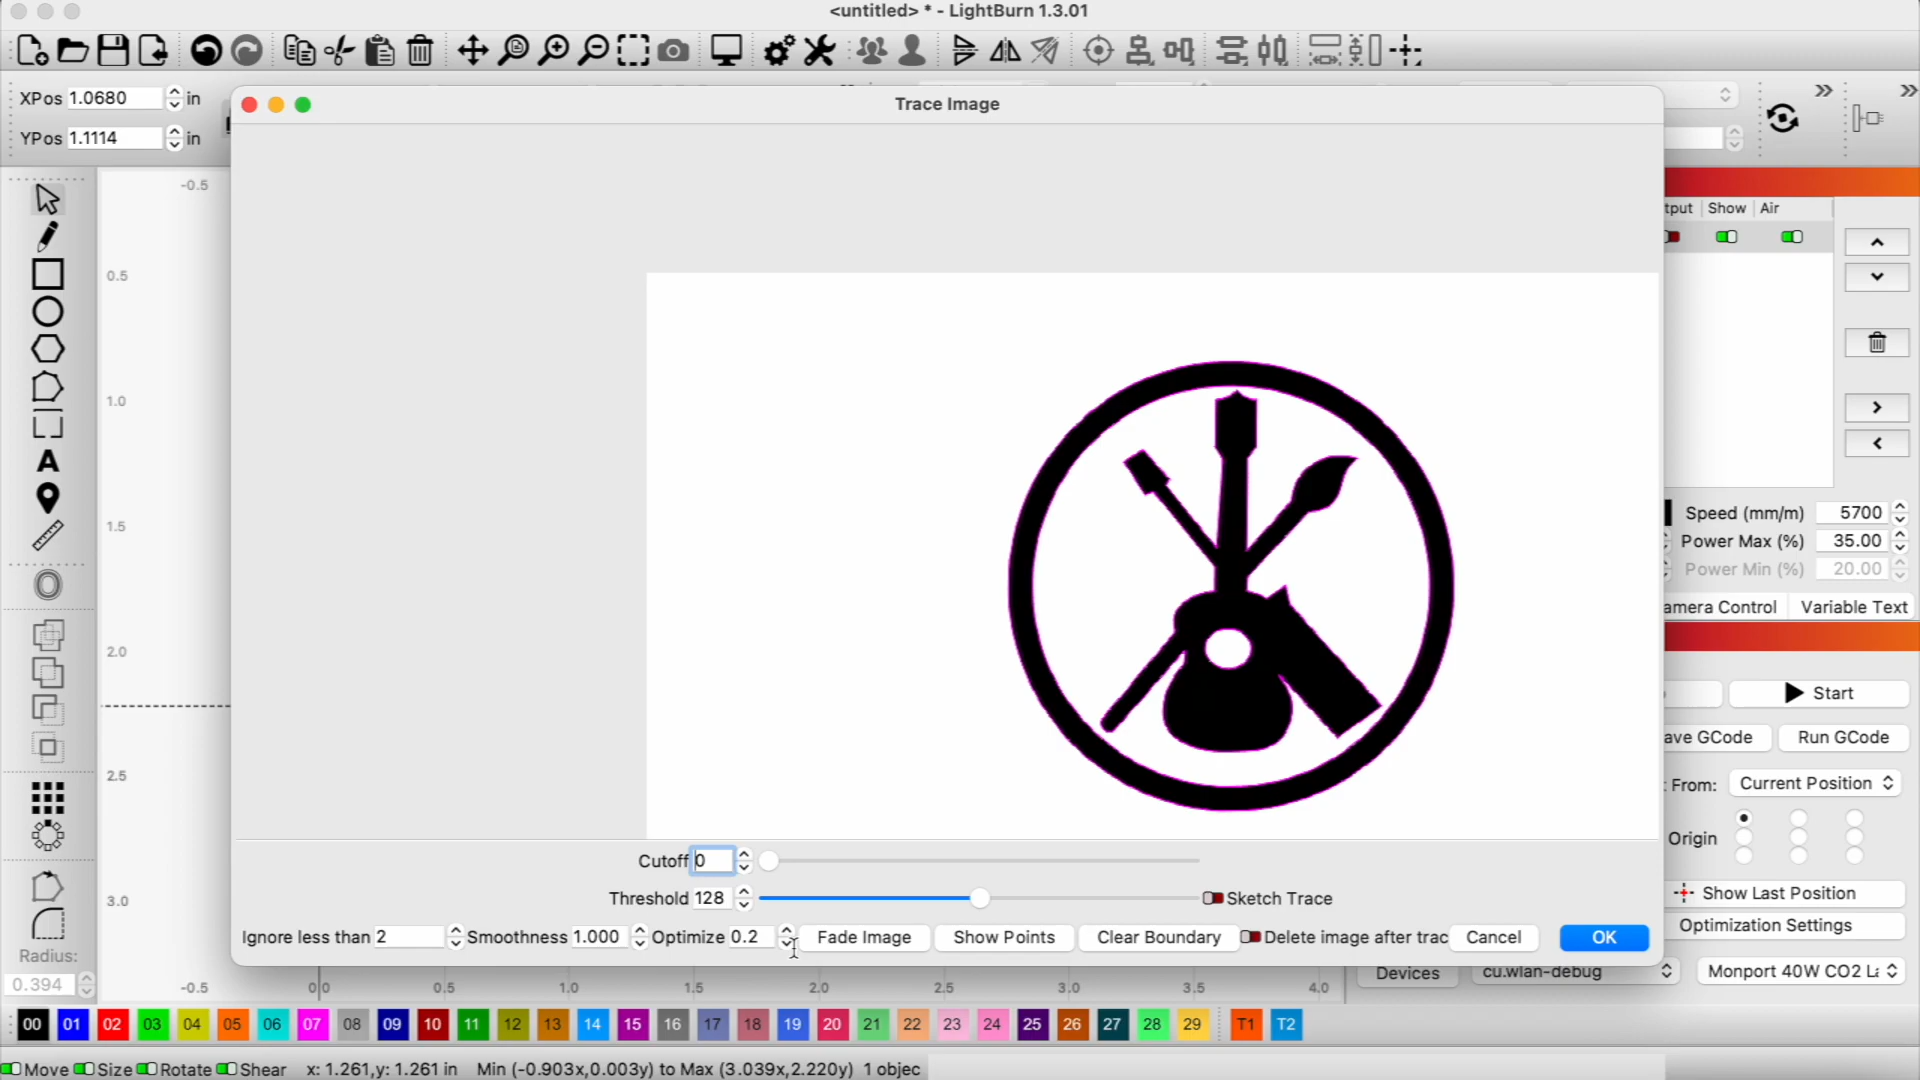 <untitled> * - LightBurn 1.3.01
XPos 1.0680 in
YPos 1.1114 in
Trace Image
-0.5
0.5
1.0
1.5
2.0
2.5
3.0
tput Show Air
Speed (mm/m) 5700
Power Max (%) 35.00
Power Min (%) 20.00
amera Control Variable Text
Start
ave GCode Run GCode
From: Current Position
Origin
Show Last Position
Optimization Settings
Devices cu.wlan-debug Monport 40W CO2 La
Cutoff 0
Threshold 128 Sketch Trace
Ignore less than 2 Smoothness 1.000 Optimize 0.2 Fade Image Show Points Clear Boundary Delete image after trac Cancel OK
A
Radius:
0.394
-0.5 0.0 0.5 1.0 1.5 2.0 2.5 3.0 3.5 4.0
00 01 02 03 04 05 06 07 08 09 10 11 12 13 14 15 16 17 18 19 20 21 22 23 24 25 26 27 28 29 T1 T2
Move Size Rotate Shear x: 1.261,y: 1.261 in Min (-0.903x,0.003y) to Max (3.039x,2.220y) 1 objec